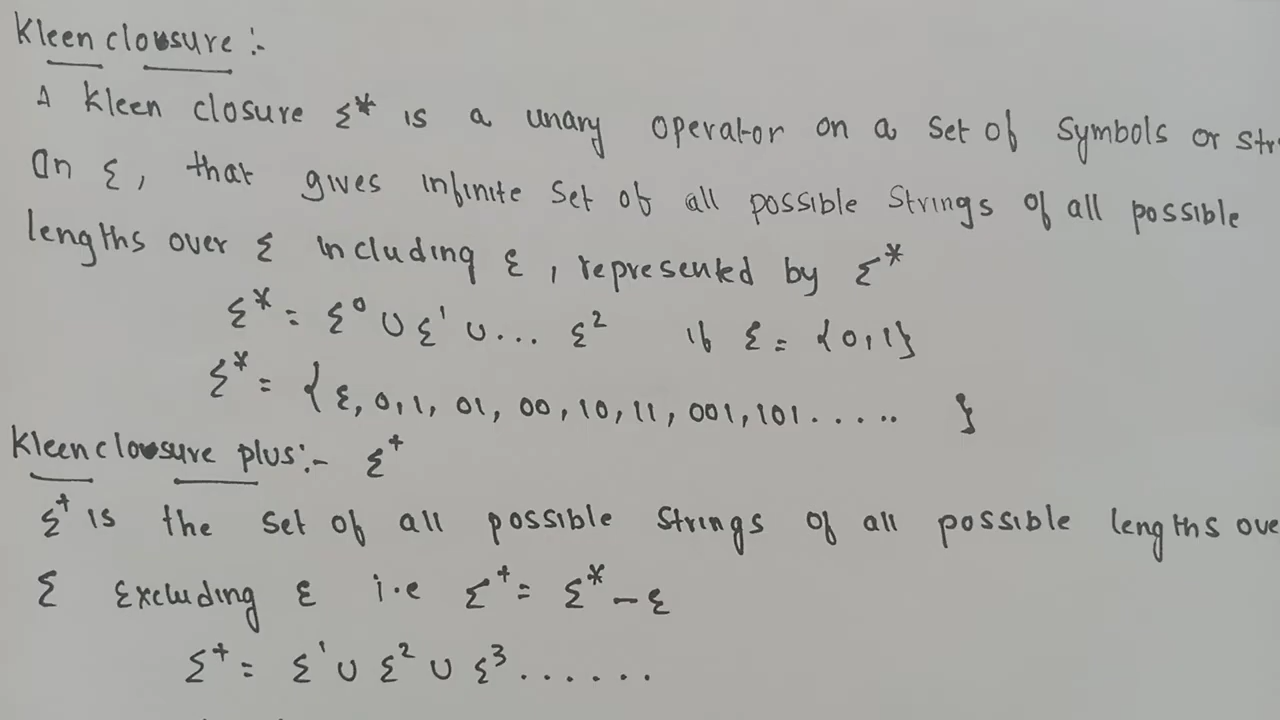 Kleen clousure :-
A Kleen closure Σ* is a unary operator on a set of symbols or str
on Σ, that gives infinite set of all possible strings of all possible
lengths over Σ including ε, represented by Σ*
Σ* = Σ⁰ ∪ Σ¹ ∪... Σ² if Σ = {0,1}
Σ* = {ε, 0, 1, 01, 00, 10, 11, 001, 101 ..... }
Kleen clousure plus:- Σ⁺
Σ⁺ is the set of all possible strings of all possible lengths ove
Σ Excluding ε i.e Σ⁺ = Σ* - ε
Σ⁺ = Σ¹ ∪ Σ² ∪ Σ³ ......